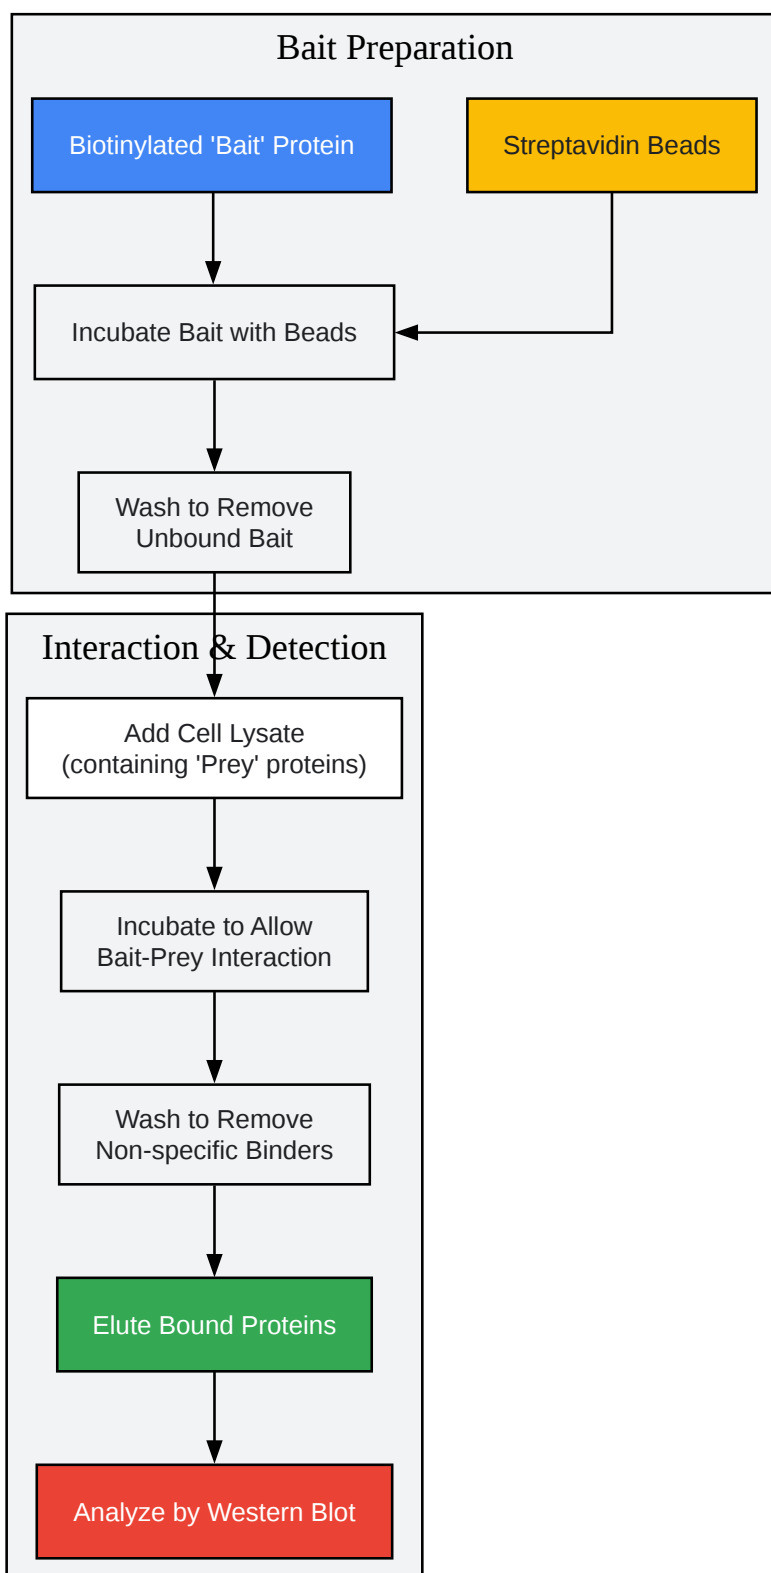 Bait Preparation
Biotinylated 'Bait' Protein
Streptavidin Beads
Incubate Bait with Beads
Wash to Remove
Unbound Bait
Interaction & Detection
Add Cell Lysate
(containing 'Prey' proteins)
Incubate to Allow
Bait-Prey Interaction
Wash to Remove
Non-specific Binders
Elute Bound Proteins
Analyze by Western Blot